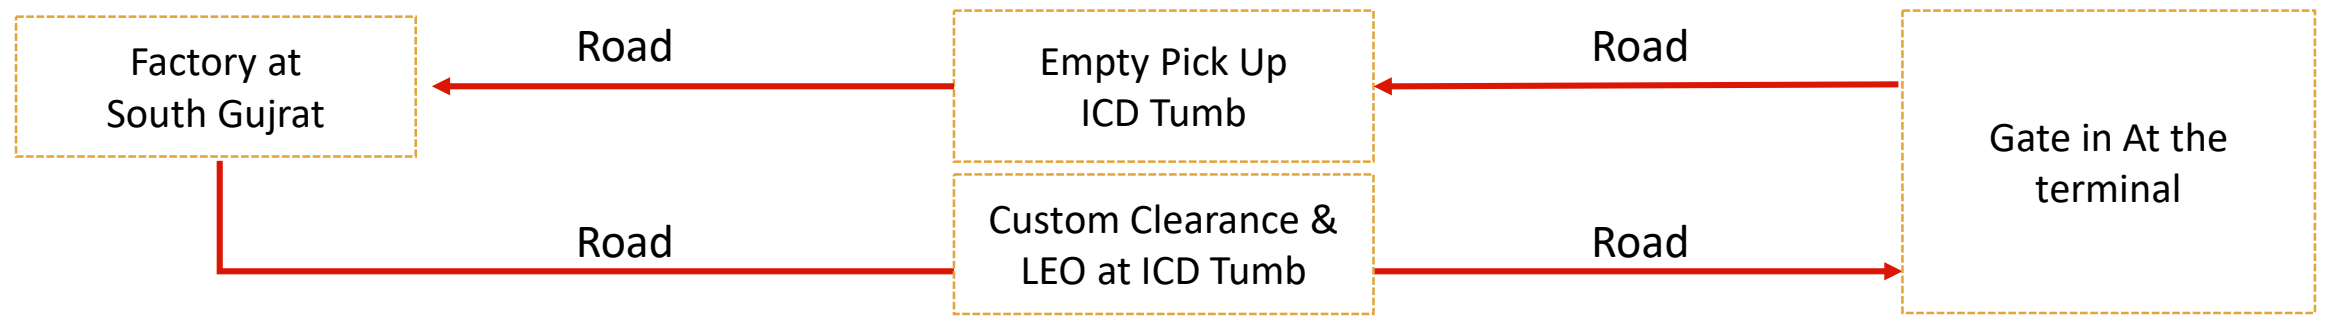 Factory at
South Gujrat
Road
Empty Pick Up
ICD Tumb
Road
Gate in At the
terminal
Road
Custom Clearance &
LEO at ICD Tumb
Road